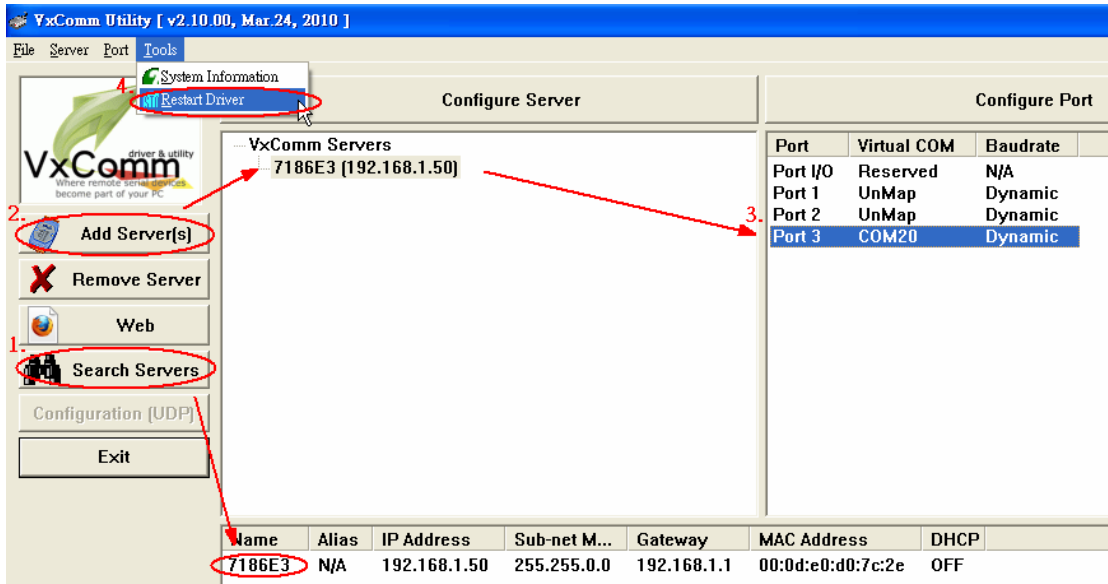 VxComm Utility [ v2.10.00, Mar.24, 2010 ]
File Server Port Tools
System Information
4. Restart Driver
Configure Server
Configure Port
VxComm
driver & utility
Where remote serial devices
become part of your PC
2. Add Server(s)
Remove Server
Web
1. Search Servers
Configuration (UDP)
Exit
VxComm Servers
7186E3 (192.168.1.50)
Port Virtual COM Baudrate
Port I/O Reserved N/A
Port 1 UnMap Dynamic
Port 2 UnMap Dynamic
3. Port 3 COM20 Dynamic
Name Alias IP Address Sub-net M... Gateway MAC Address DHCP
7186E3 N/A 192.168.1.50 255.255.0.0 192.168.1.1 00:0d:e0:d0:7c:2e OFF